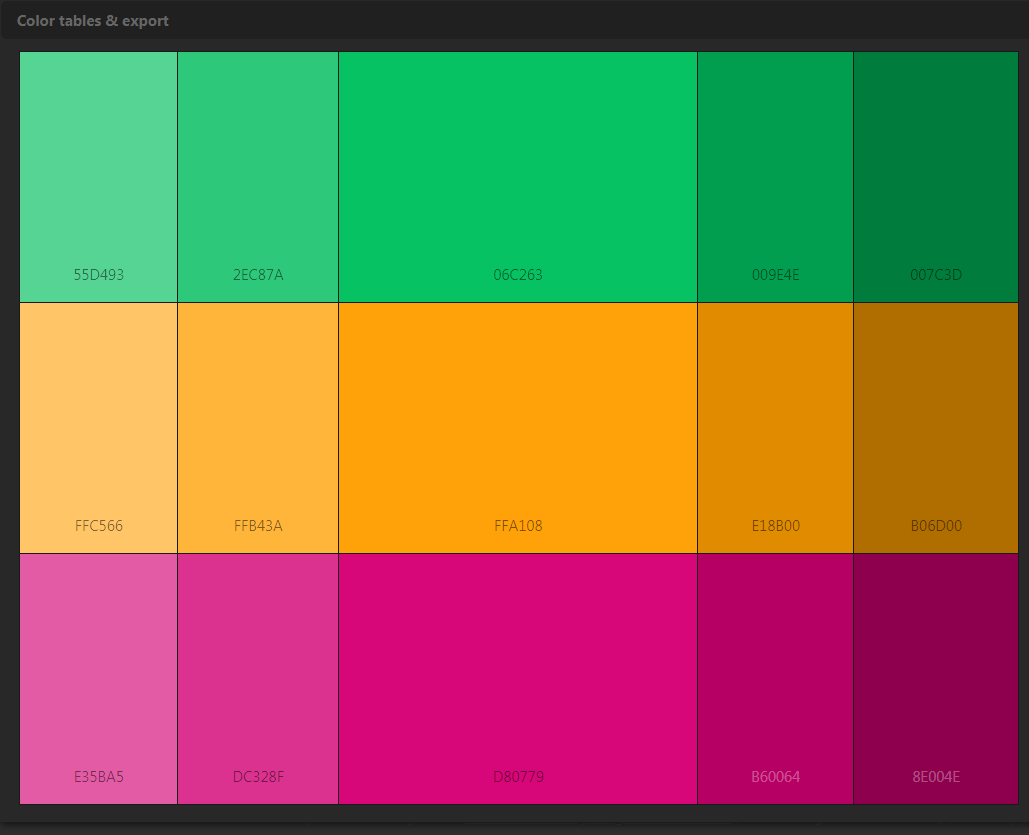 Color tables & export
55D493 2EC87A 06C263 009E4E 007C3D
FFC566 FFB43A FFA108 E18B00 B06D00
E35BA5 DC328F D80779 B60064 8E004E